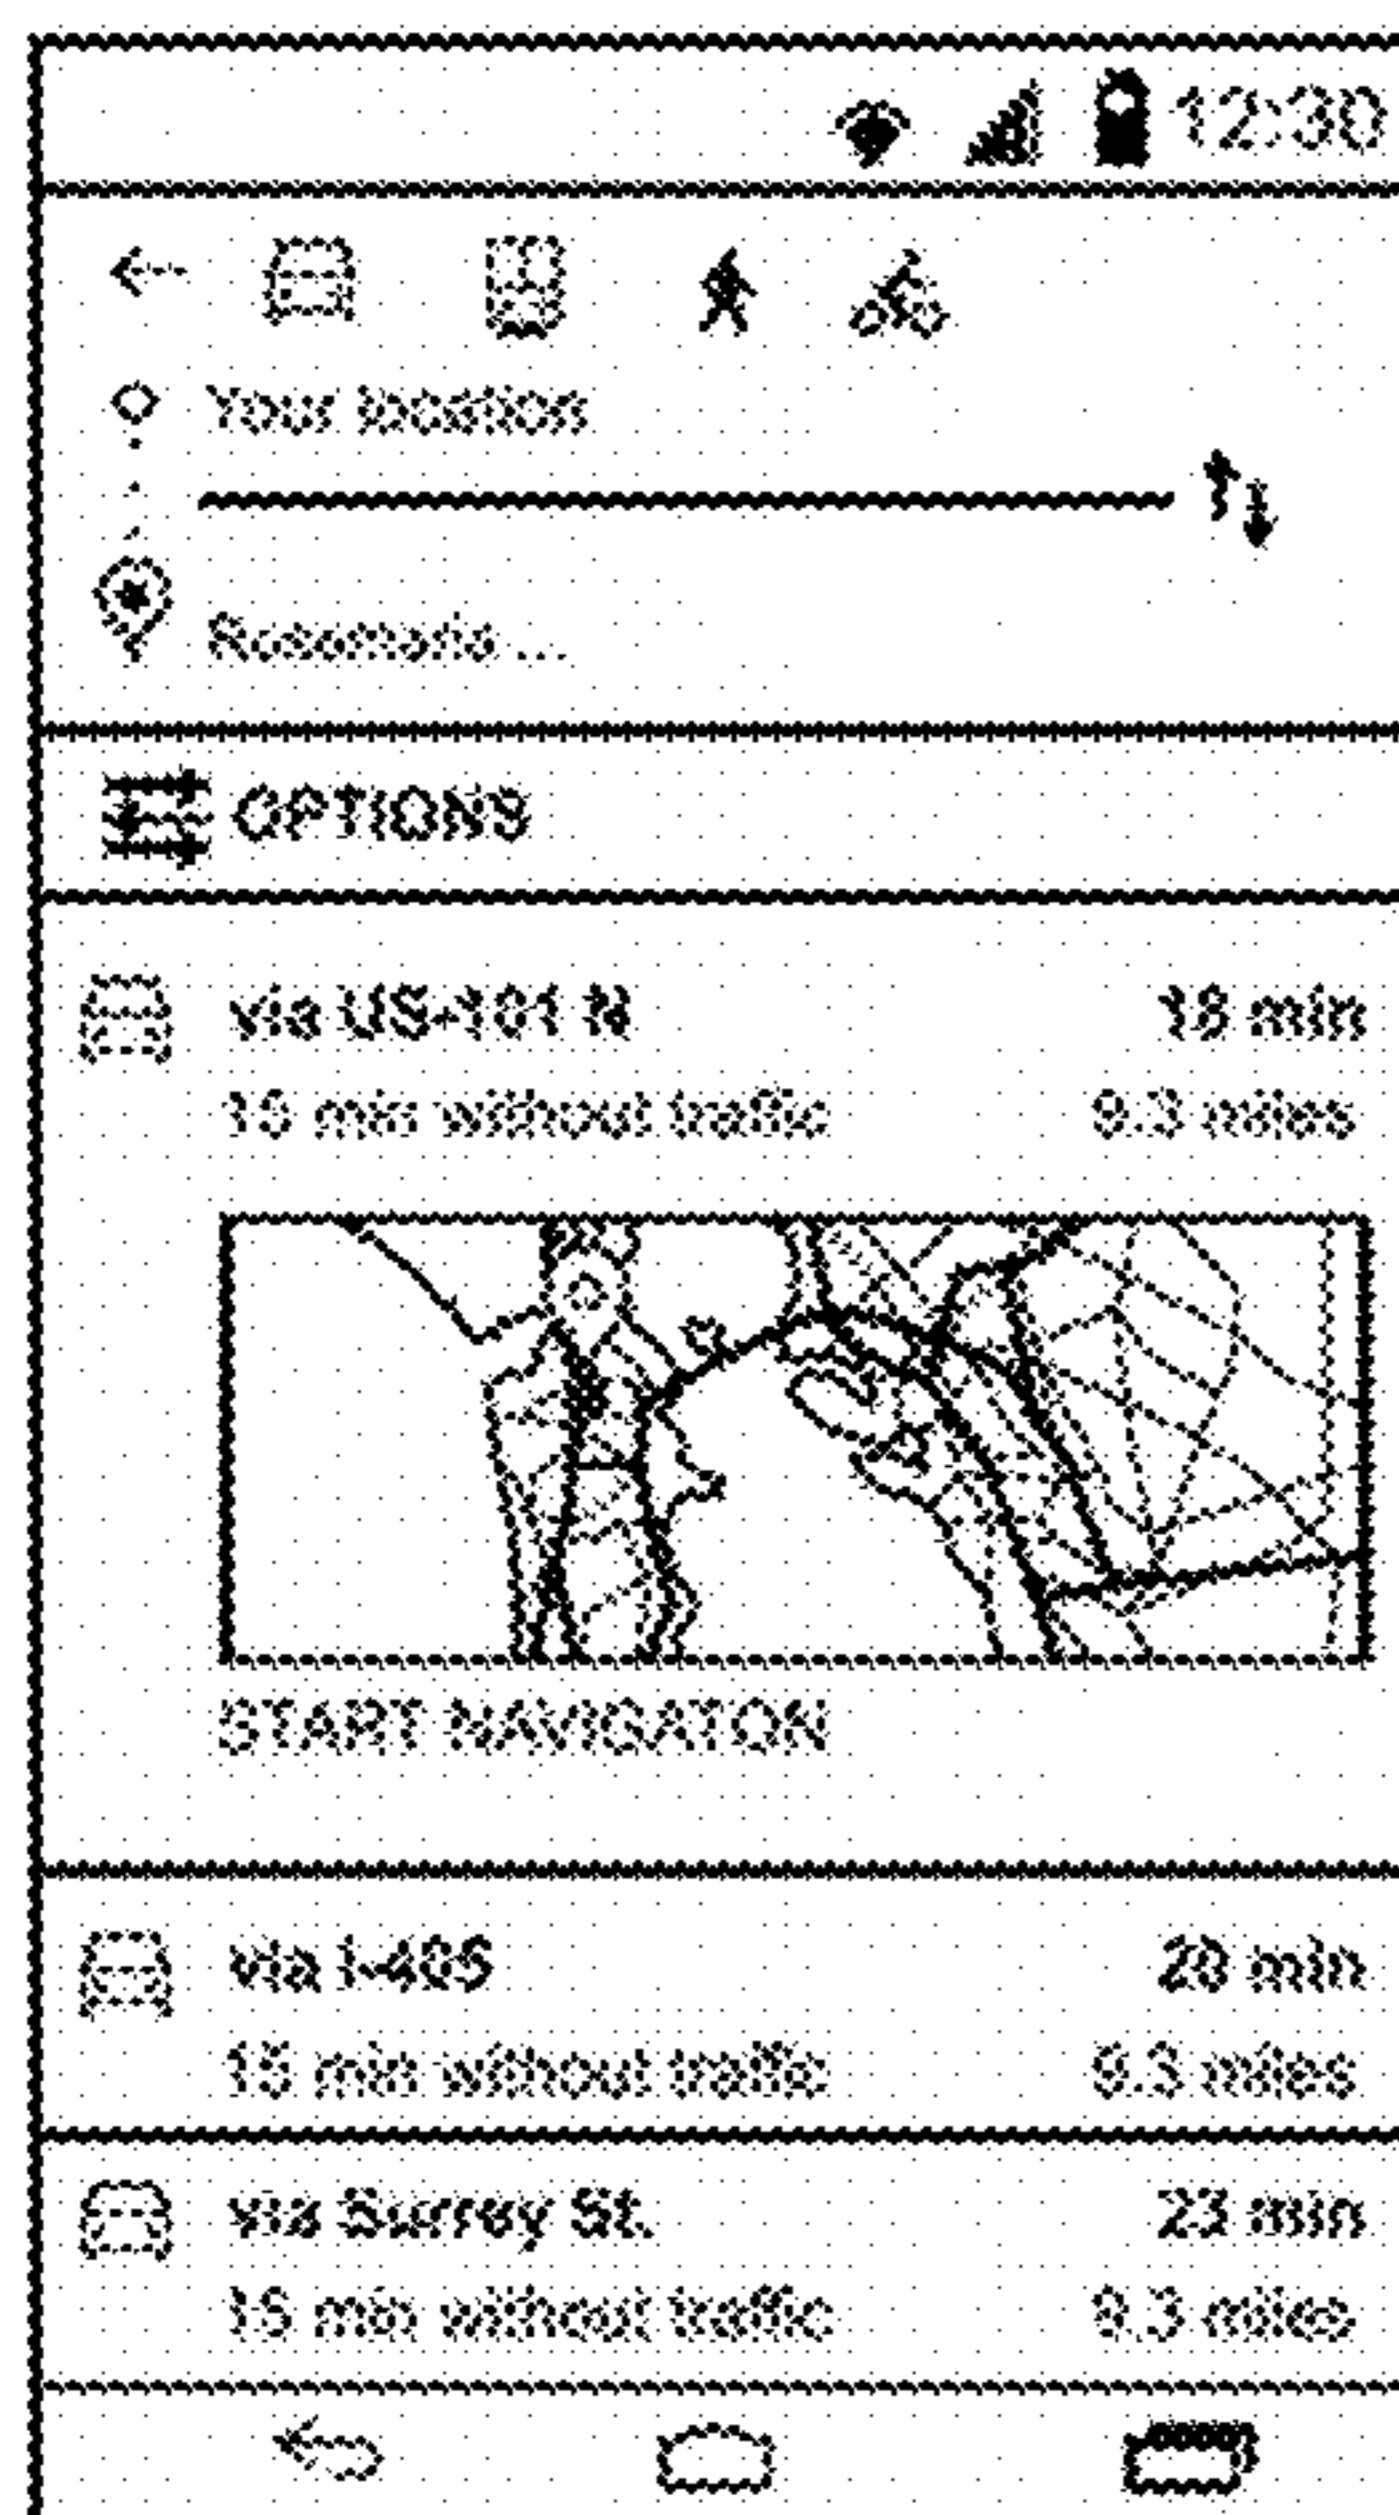 12:30
Your location
Rosemary's ...
OPTIONS
via US-101 N 18 min
15 min without traffic 9.3 miles
START NAVIGATON
via I-405 20 min
15 min without traffic 9.3 miles
via Surrey St. 23 min
15 min without traffic 9.3 miles